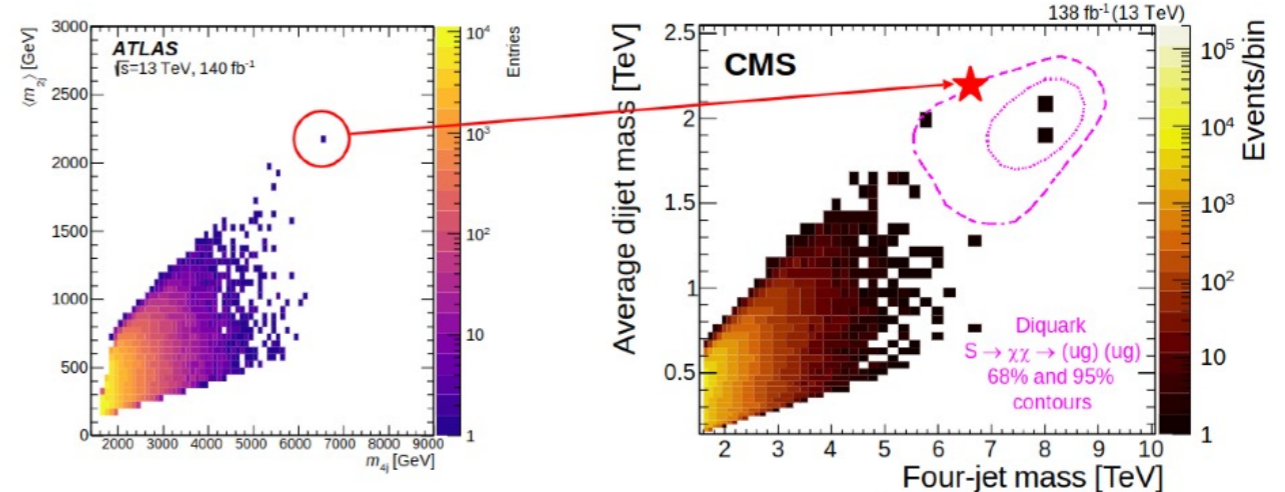 ATLAS
√s=13 TeV, 140 fb⁻¹
⟨m₂ⱼ⟩ [GeV]
3000
2500
2000
1500
1000
500
0
2000 3000 4000 5000 6000 7000 8000 9000
m₄ⱼ [GeV]
Entries
10⁴
10³
10²
10
1
138 fb⁻¹ (13 TeV)
CMS
Average dijet mass [TeV]
2.5
2
1.5
1
0.5
2 3 4 5 6 7 8 9 10
Four-jet mass [TeV]
Diquark
S → χχ → (ug) (ug)
68% and 95%
contours
Events/bin
10⁵
10⁴
10³
10²
10
1